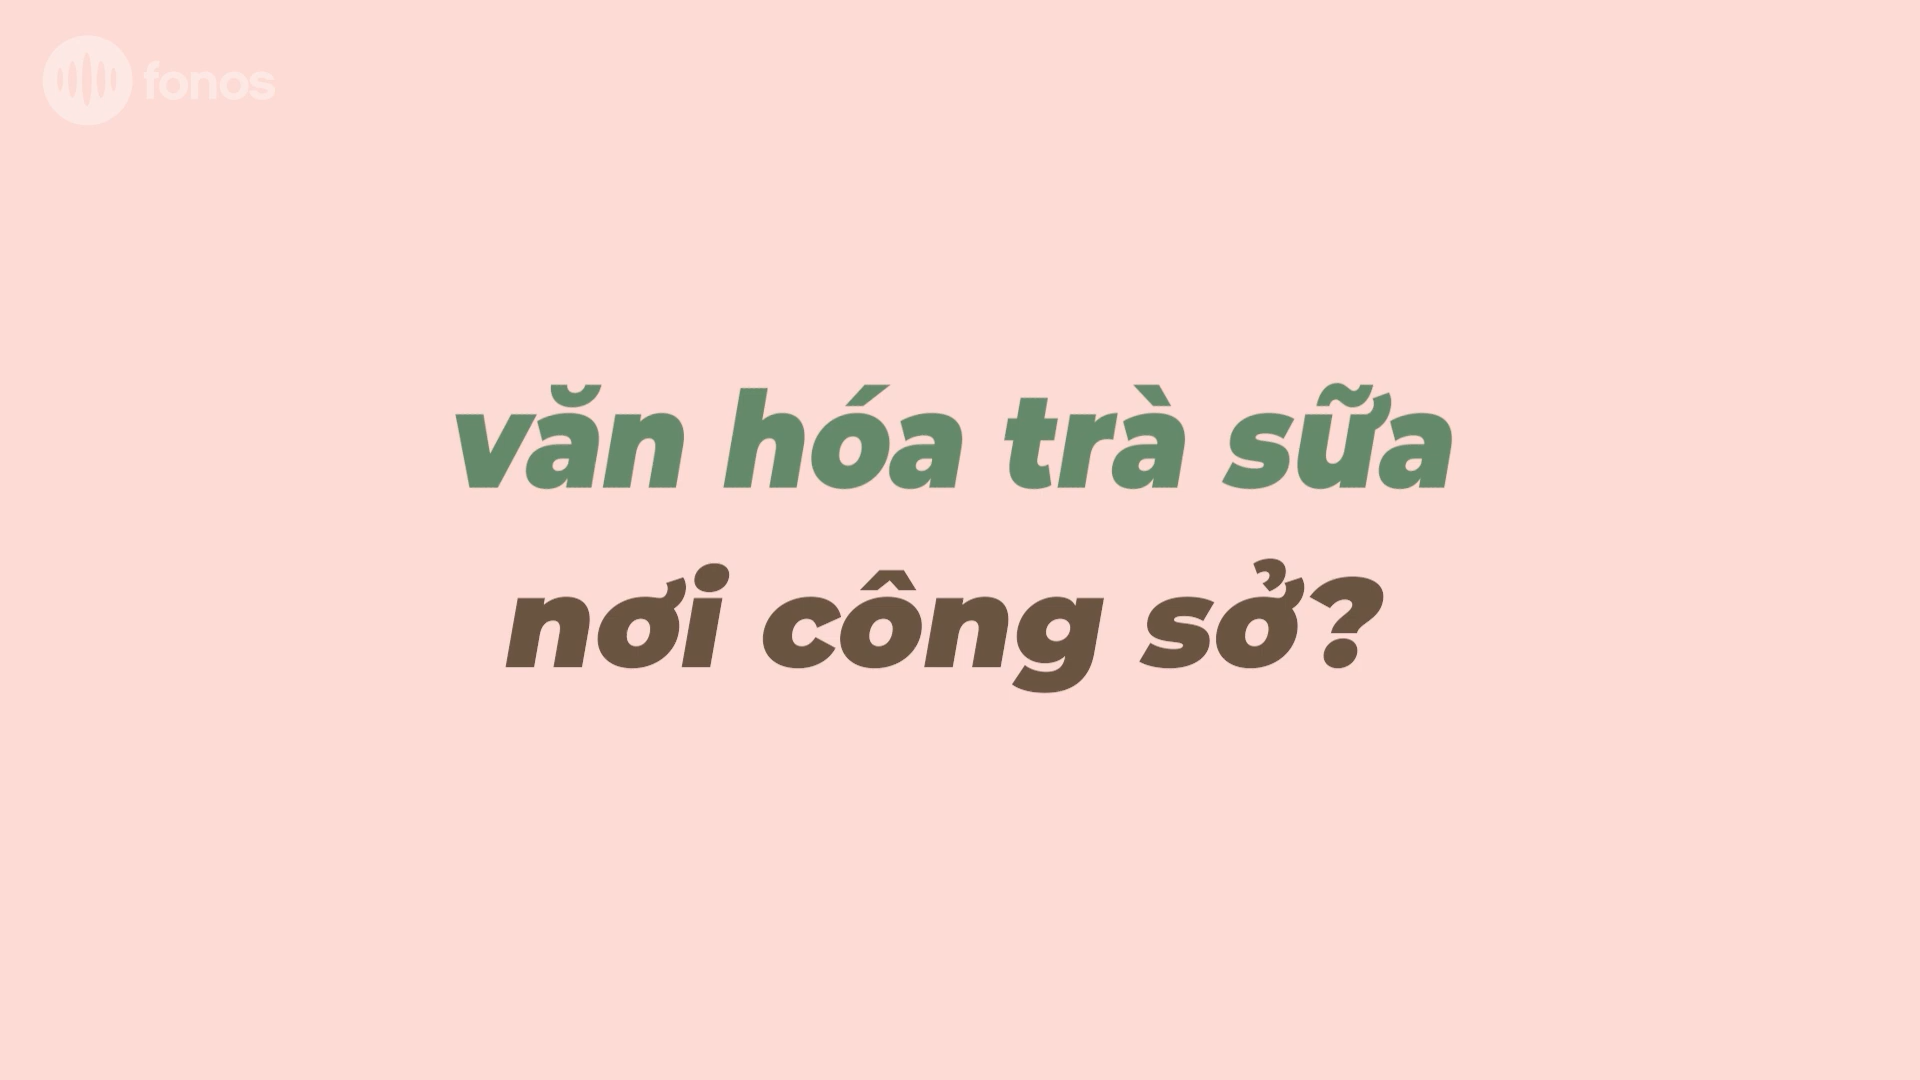 fonos
văn hóa trà sữa
nơi công sở?